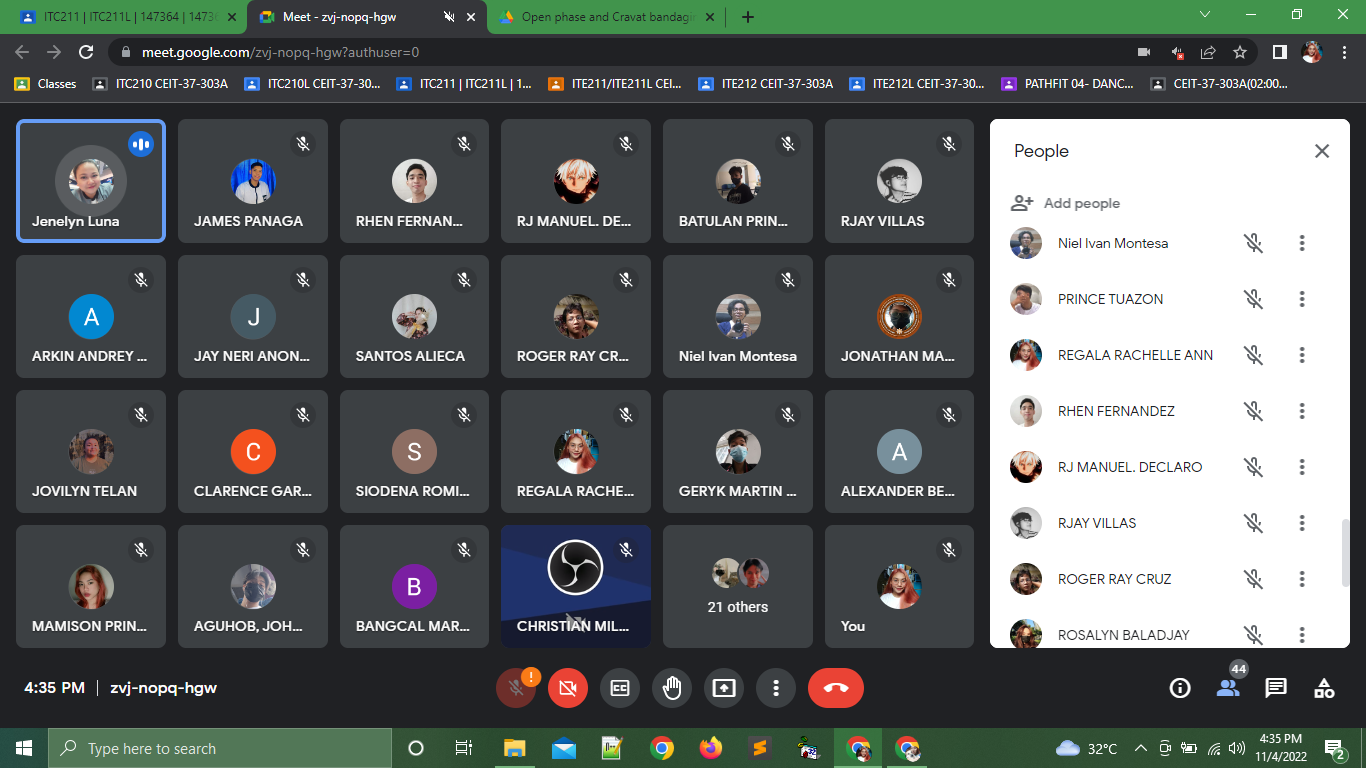 ITC211 | ITC211L | 147364 | 1473
Meet - zvj-nopq-hgw
Open phase and Cravat bandagin
meet.google.com/zvj-nopq-hgw?authuser=0
Classes
ITC210 CEIT-37-303A
ITC210L CEIT-37-30...
ITC211 | ITC211L | 1...
ITE211/ITE211L CEI...
ITE212 CEIT-37-303A
ITE212L CEIT-37-30...
PATHFIT 04- DANC...
CEIT-37-303A(02:00...
Jenelyn Luna
JAMES PANAGA
RHEN FERNAN...
RJ MANUEL. DE...
BATULAN PRIN...
RJAY VILLAS
A
ARKIN ANDREY ...
J
JAY NERI ANON...
SANTOS ALIECA
ROGER RAY CR...
Niel Ivan Montesa
JONATHAN MA...
JOVILYN TELAN
C
CLARENCE GAR...
S
SIODENA ROMI...
REGALA RACHE...
GERYK MARTIN ...
A
ALEXANDER BE...
MAMISON PRIN...
AGUHOB, JOH...
B
BANGCAL MAR...
CHRISTIAN MIL...
21 others
You
People
Add people
Niel Ivan Montesa
PRINCE TUAZON
REGALA RACHELLE ANN
RHEN FERNANDEZ
RJ MANUEL. DECLARO
RJAY VILLAS
ROGER RAY CRUZ
ROSALYN BALADJAY
4:35 PM | zvj-nopq-hgw
!
CC
44
Type here to search
32°C
4:35 PM
11/4/2022
2